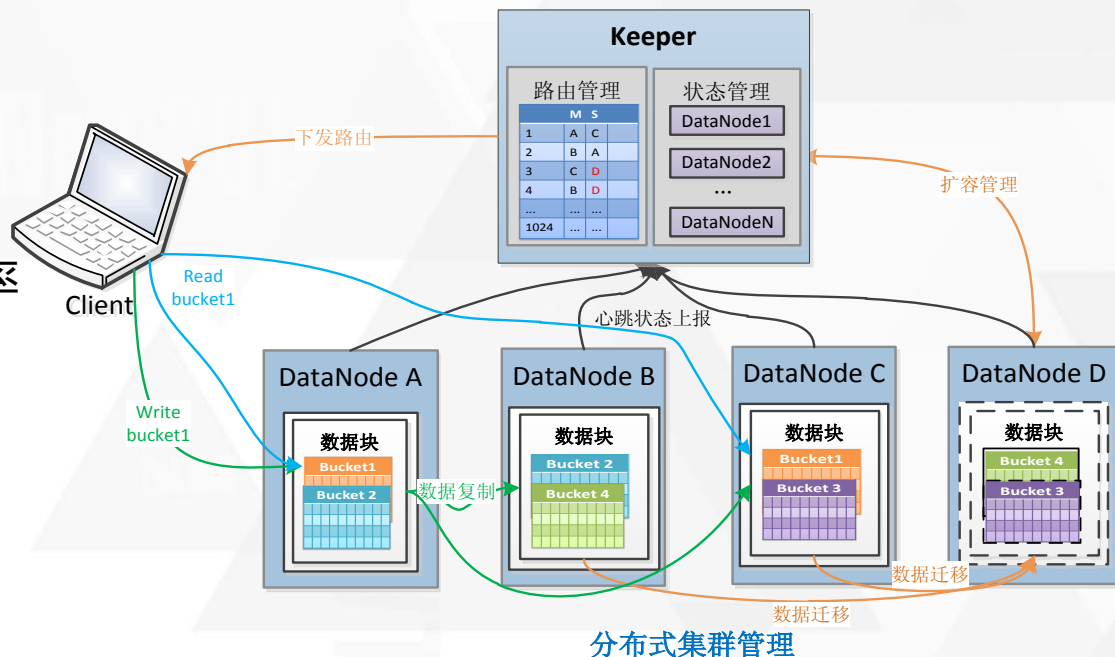 Keeper
路由管理
M S
1 A C
2 B A
3 C D
4 B D
... ... ...
1024 ... ...
状态管理
DataNode1
DataNode2
...
DataNodeN
下发路由
扩容管理
Client
Read
bucket1
Write
bucket1
心跳状态上报
DataNode A
数据块
Bucket1
Bucket 2
数据复制
DataNode B
数据块
Bucket 2
Bucket 4
DataNode C
数据块
Bucket1
Bucket 3
DataNode D
数据块
Bucket 4
Bucket 3
数据迁移
数据迁移
分布式集群管理